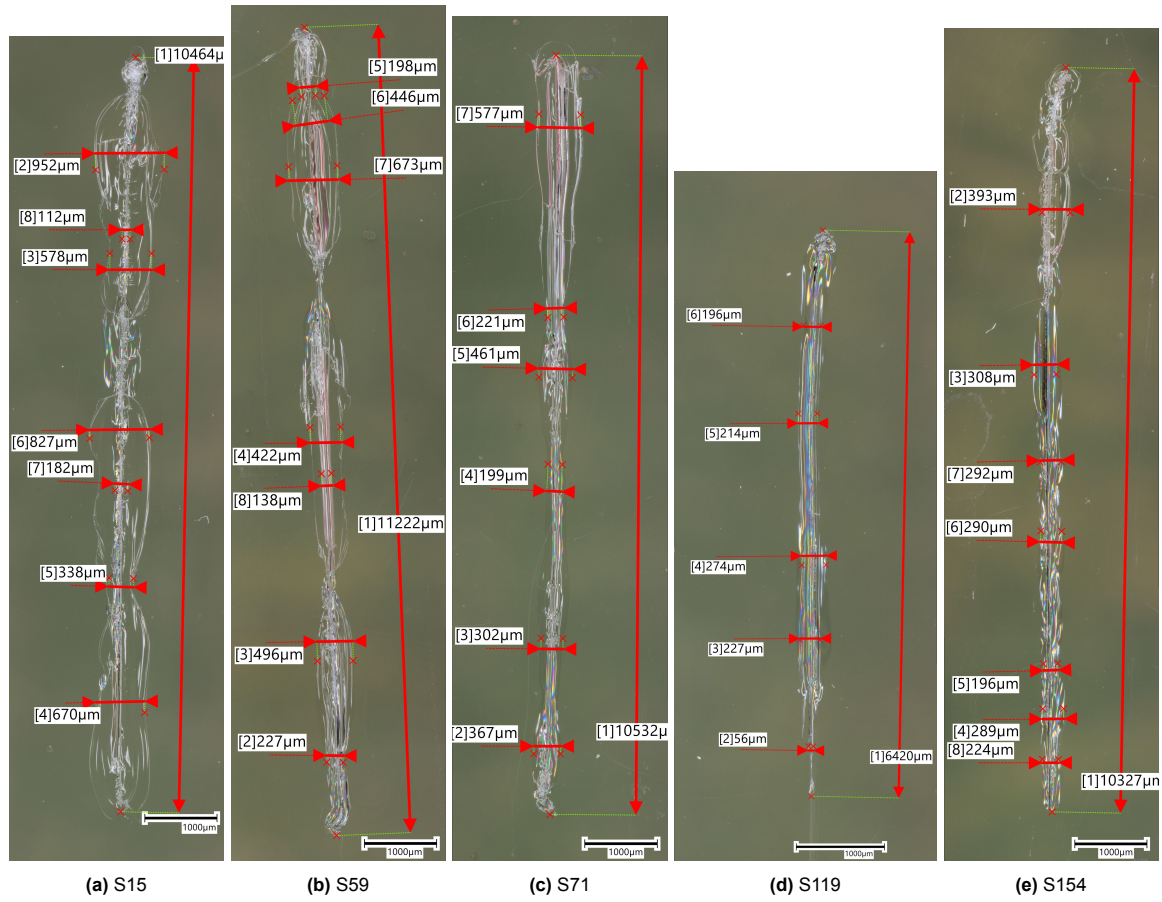 [1]10464µ
[2]952µm
[8]112µm
[3]578µm
[6]827µm
[7]182µm
[5]338µm
[4]670µm
1000µm
(a) S15
[5]198µm
[6]446µm
[7]673µm
[4]422µm
[8]138µm
[1]11222µm
[3]496µm
[2]227µm
1000µm
(b) S59
[7]577µm
[6]221µm
[5]461µm
[4]199µm
[3]302µm
[1]10532µ
[2]367µm
1000µm
(c) S71
[6]196µm
[5]214µm
[4]274µm
[3]227µm
[2]56µm
[1]6420µm
1000µm
(d) S119
[2]393µm
[3]308µm
[7]292µm
[6]290µm
[5]196µm
[4]289µm
[8]224µm
[1]10327µm
1000µm
(e) S154